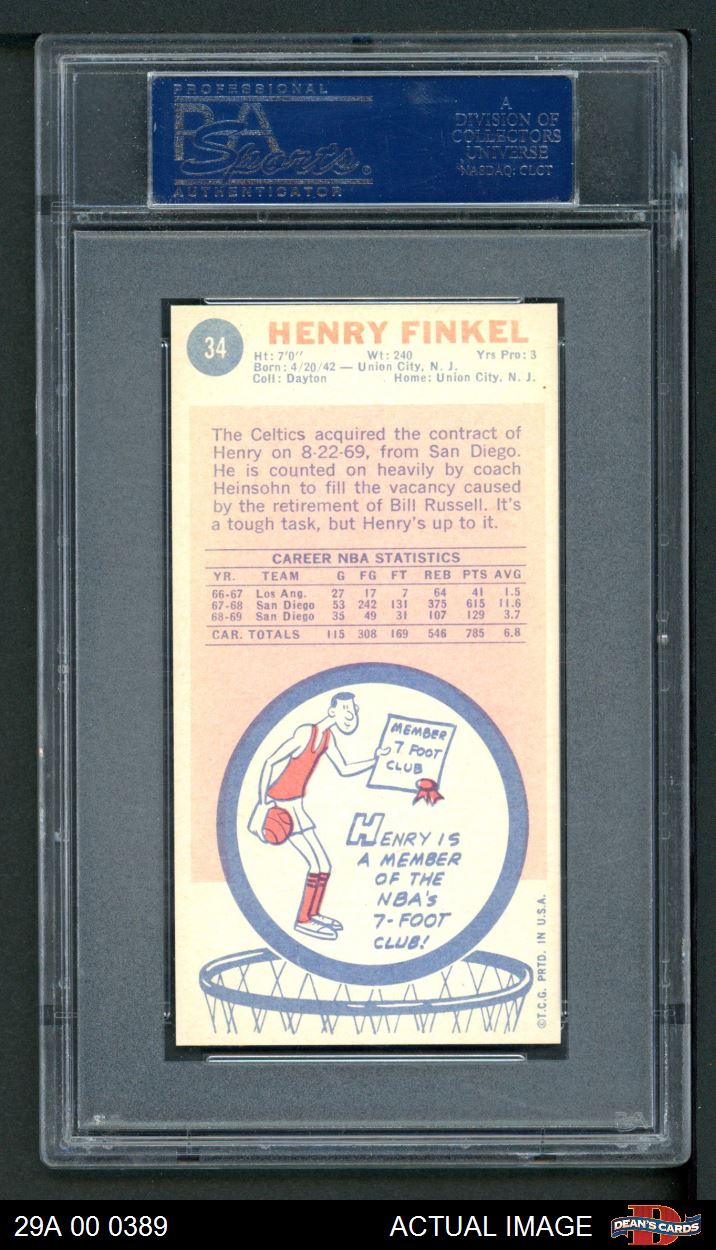 PROFESSIONAL
PSA
Sports®
AUTHENTICATOR
A
DIVISION OF
COLLECTORS
UNIVERSE
NASDAQ: CLCT
34
HENRY FINKEL
Ht: 7'0" Wt: 240 Yrs Pro: 3
Born: 4/20/42 — Union City, N. J.
Coll: Dayton Home: Union City, N. J.
The Celtics acquired the contract of
Henry on 8-22-69, from San Diego.
He is counted on heavily by coach
Heinsohn to fill the vacancy caused
by the retirement of Bill Russell. It's
a tough task, but Henry's up to it.
CAREER NBA STATISTICS
YR. TEAM G FG FT REB PTS AVG
66-67 Los Ang. 27 17 7 64 41 1.5
67-68 San Diego 53 242 131 375 615 11.6
68-69 San Diego 35 49 31 107 129 3.7
CAR. TOTALS 115 308 169 546 785 6.8
MEMBER
7 FOOT
CLUB
HENRY IS
A MEMBER
OF THE
NBA'S
7-FOOT
CLUB!
©T.C.G. PRTD. IN U.S.A.
PSA
29A 00 0389 ACTUAL IMAGE
D
DEAN'S CARDS